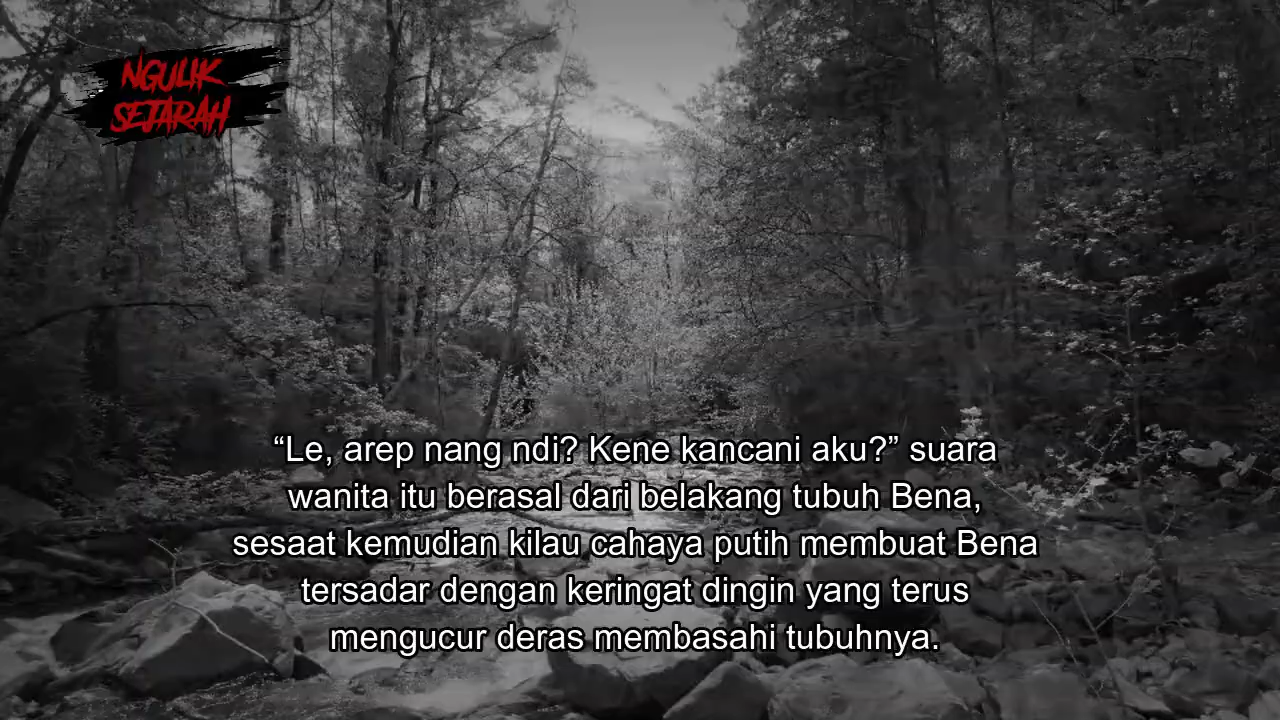 NGULIK
SEJARAH
“Le, arep nang ndi? Kene kancani aku?” suara
wanita itu berasal dari belakang tubuh Bena,
sesaat kemudian kilau cahaya putih membuat Bena
tersadar dengan keringat dingin yang terus
mengucur deras membasahi tubuhnya.